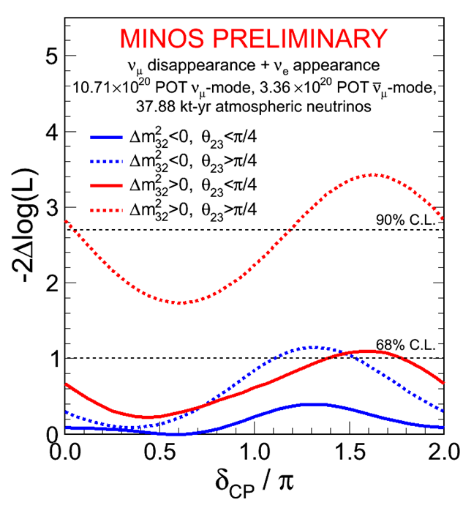 MINOS PRELIMINARY
νμ disappearance + νe appearance
10.71×10²⁰ POT νμ-mode, 3.36×10²⁰ POT ν̄μ-mode,
37.88 kt-yr atmospheric neutrinos
Δm²₃₂<0, θ₂₃<π/4
Δm²₃₂<0, θ₂₃>π/4
Δm²₃₂>0, θ₂₃<π/4
Δm²₃₂>0, θ₂₃>π/4
90% C.L.
68% C.L.
-2Δlog(L)
5
4
3
2
1
0
0.0 0.5 1.0 1.5 2.0
δCP / π